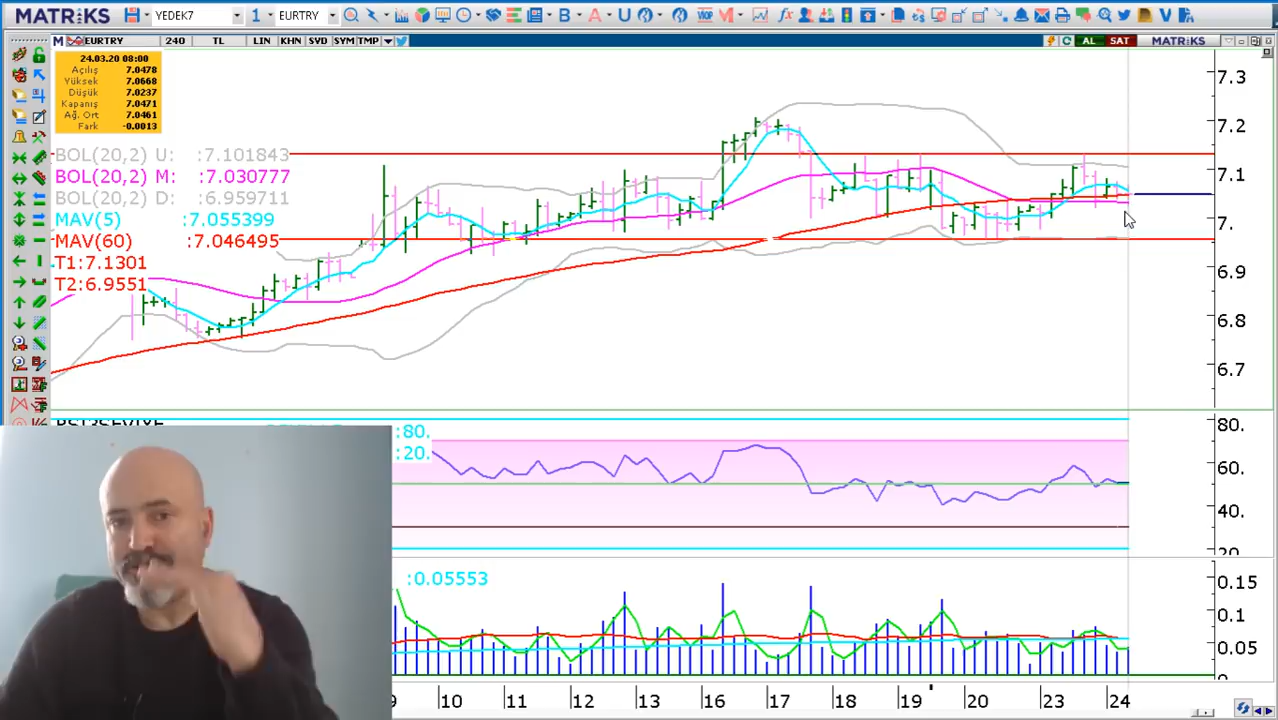 MATRIKS YEDEK7 1 EURTRY B A U VOP M fx B V
M EURTRY 240 TL LIN KHN SVD SYM TMP AL SAT MATRIKS
24.03.20 08:00
Açılış 7.0478
Yüksek 7.0668
Düşük 7.0237
Kapanış 7.0471
Ağ. Ort 7.0461
Fark -0.0013
BOL(20,2) U: :7.101843
BOL(20,2) M: :7.030777
BOL(20,2) D: :6.959711
MAV(5) :7.055399
MAV(60) :7.046495
T1:7.1301
T2:6.9551
7.3
7.2
7.1
7.
6.9
6.8
6.7
:80.
:20.
80.
60.
40.
20
:0.05553
0.15
0.1
0.05
0.
9 10 11 12 13 16 17 18 19 20 23 24